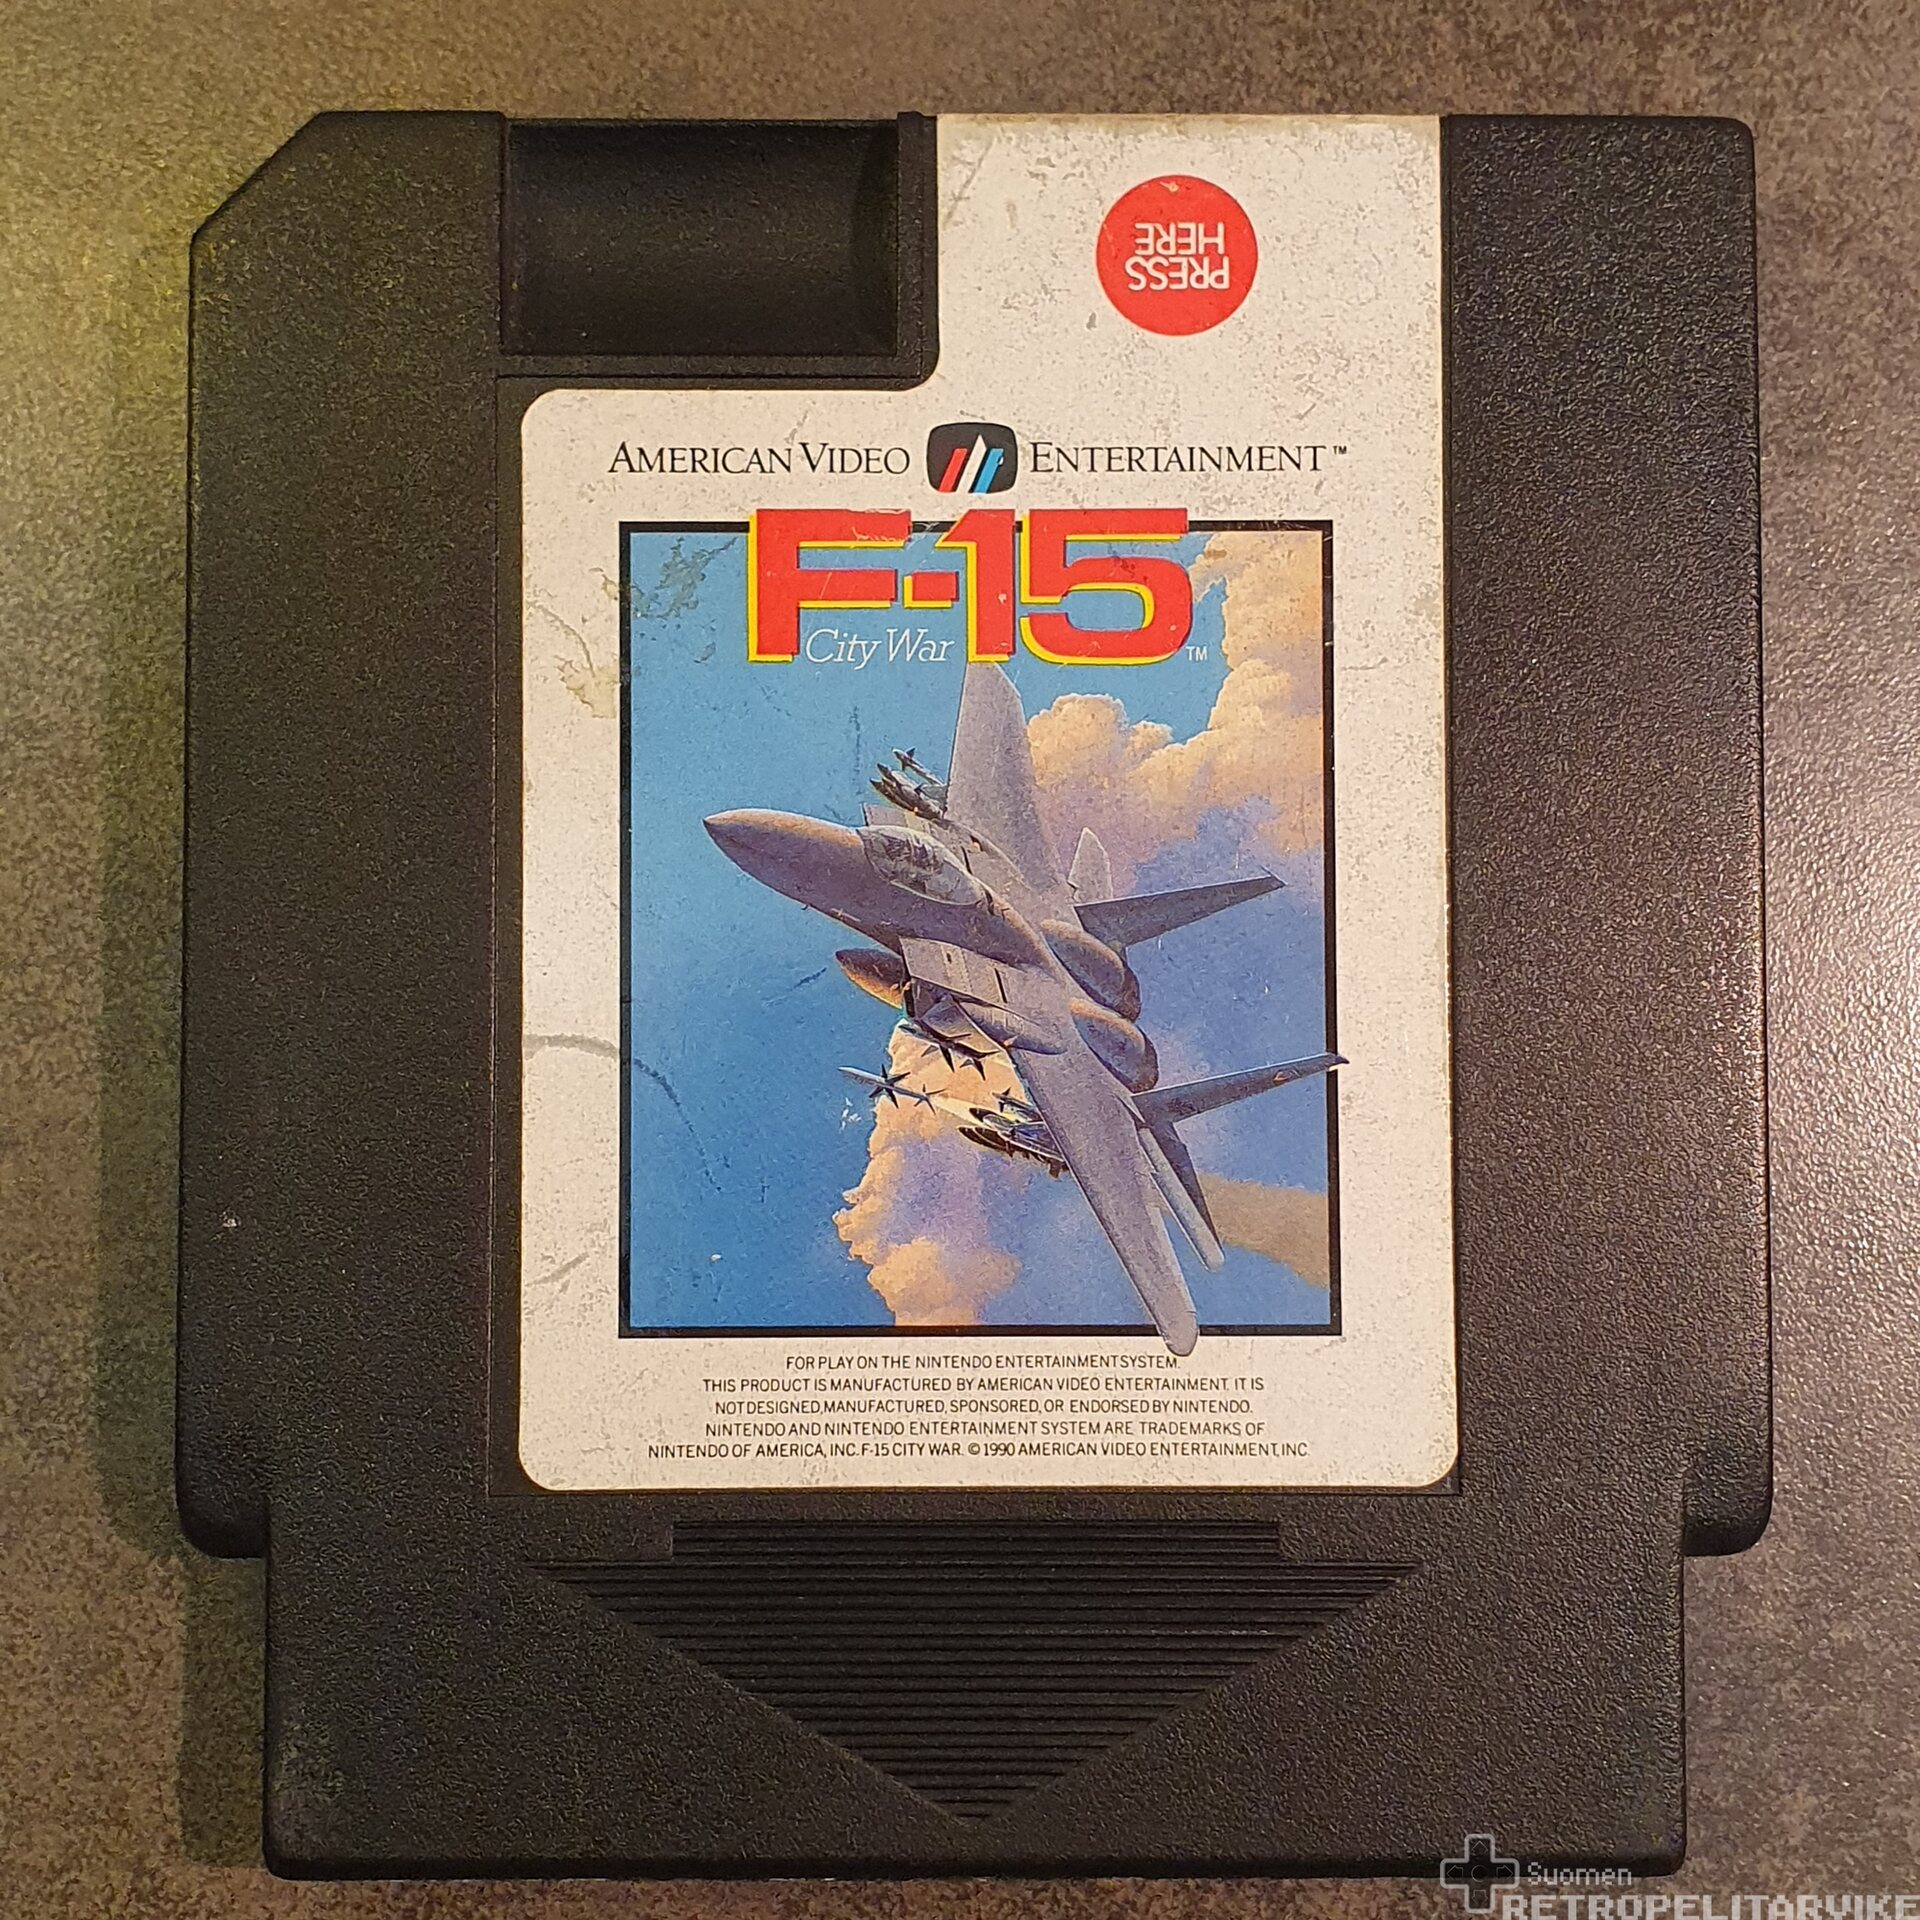 PRESS
HERE
AMERICAN VIDEO ENTERTAINMENT™
F-15
City War ™
FOR PLAY ON THE NINTENDO ENTERTAINMENT SYSTEM.
THIS PRODUCT IS MANUFACTURED BY AMERICAN VIDEO ENTERTAINMENT. IT IS
NOT DESIGNED, MANUFACTURED, SPONSORED, OR ENDORSED BY NINTENDO.
NINTENDO AND NINTENDO ENTERTAINMENT SYSTEM ARE TRADEMARKS OF
NINTENDO OF AMERICA, INC. F-15 CITY WAR. © 1990 AMERICAN VIDEO ENTERTAINMENT, INC.
Suomen
RETROPELITARVIKE